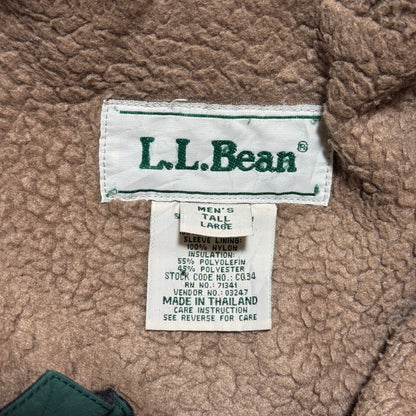 L.L.Bean®
MEN'S
TALL
LARGE
SLEEVE LINING:
100% NYLON
INSULATION:
55% POLYOLEFIN
45% POLYESTER
STOCK CODE NO.: C034
RN NO.: 71341
VENDOR NO.: 03247
MADE IN THAILAND
CARE INSTRUCTION
SEE REVERSE FOR CARE